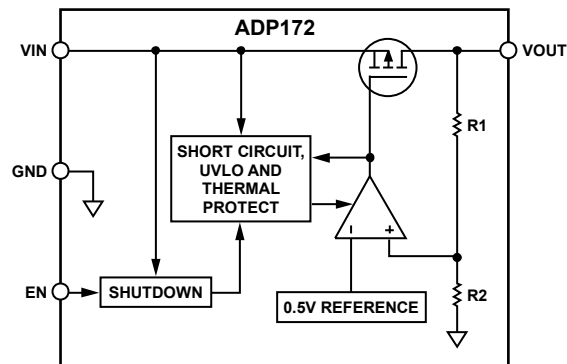 ADP172
VIN
VOUT
R1
SHORT CIRCUIT,
UVLO AND
THERMAL
PROTECT
GND
– +
R2
EN
SHUTDOWN
0.5V REFERENCE